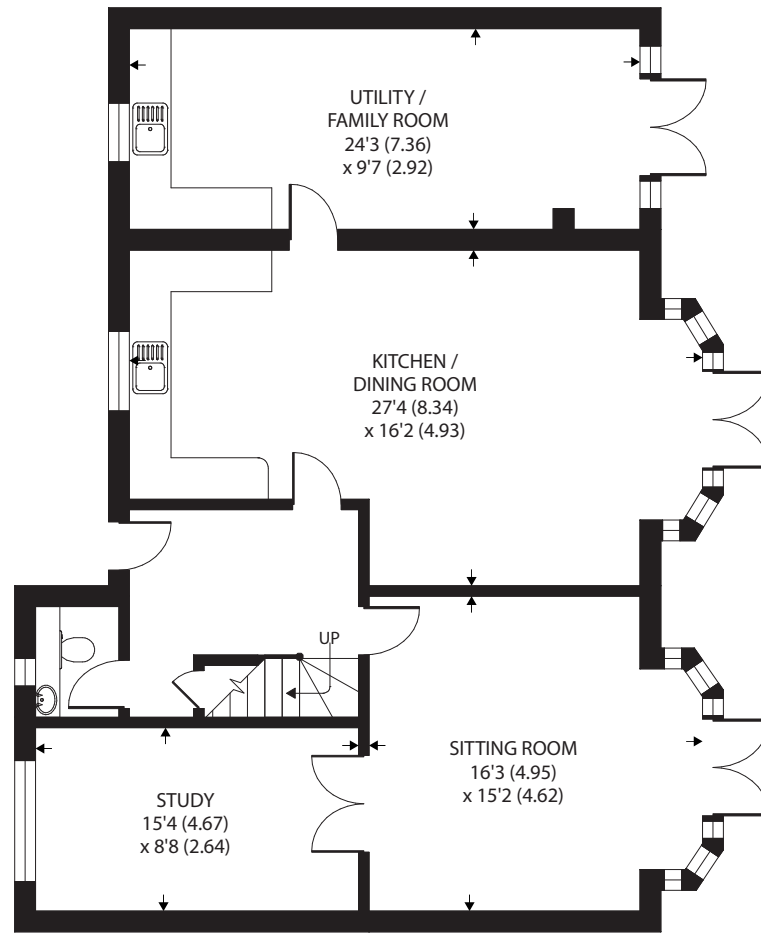 UTILITY /
FAMILY ROOM
24'3 (7.36)
x 9'7 (2.92)
KITCHEN /
DINING ROOM
27'4 (8.34)
x 16'2 (4.93)
UP
SITTING ROOM
16'3 (4.95)
x 15'2 (4.62)
STUDY
15'4 (4.67)
x 8'8 (2.64)